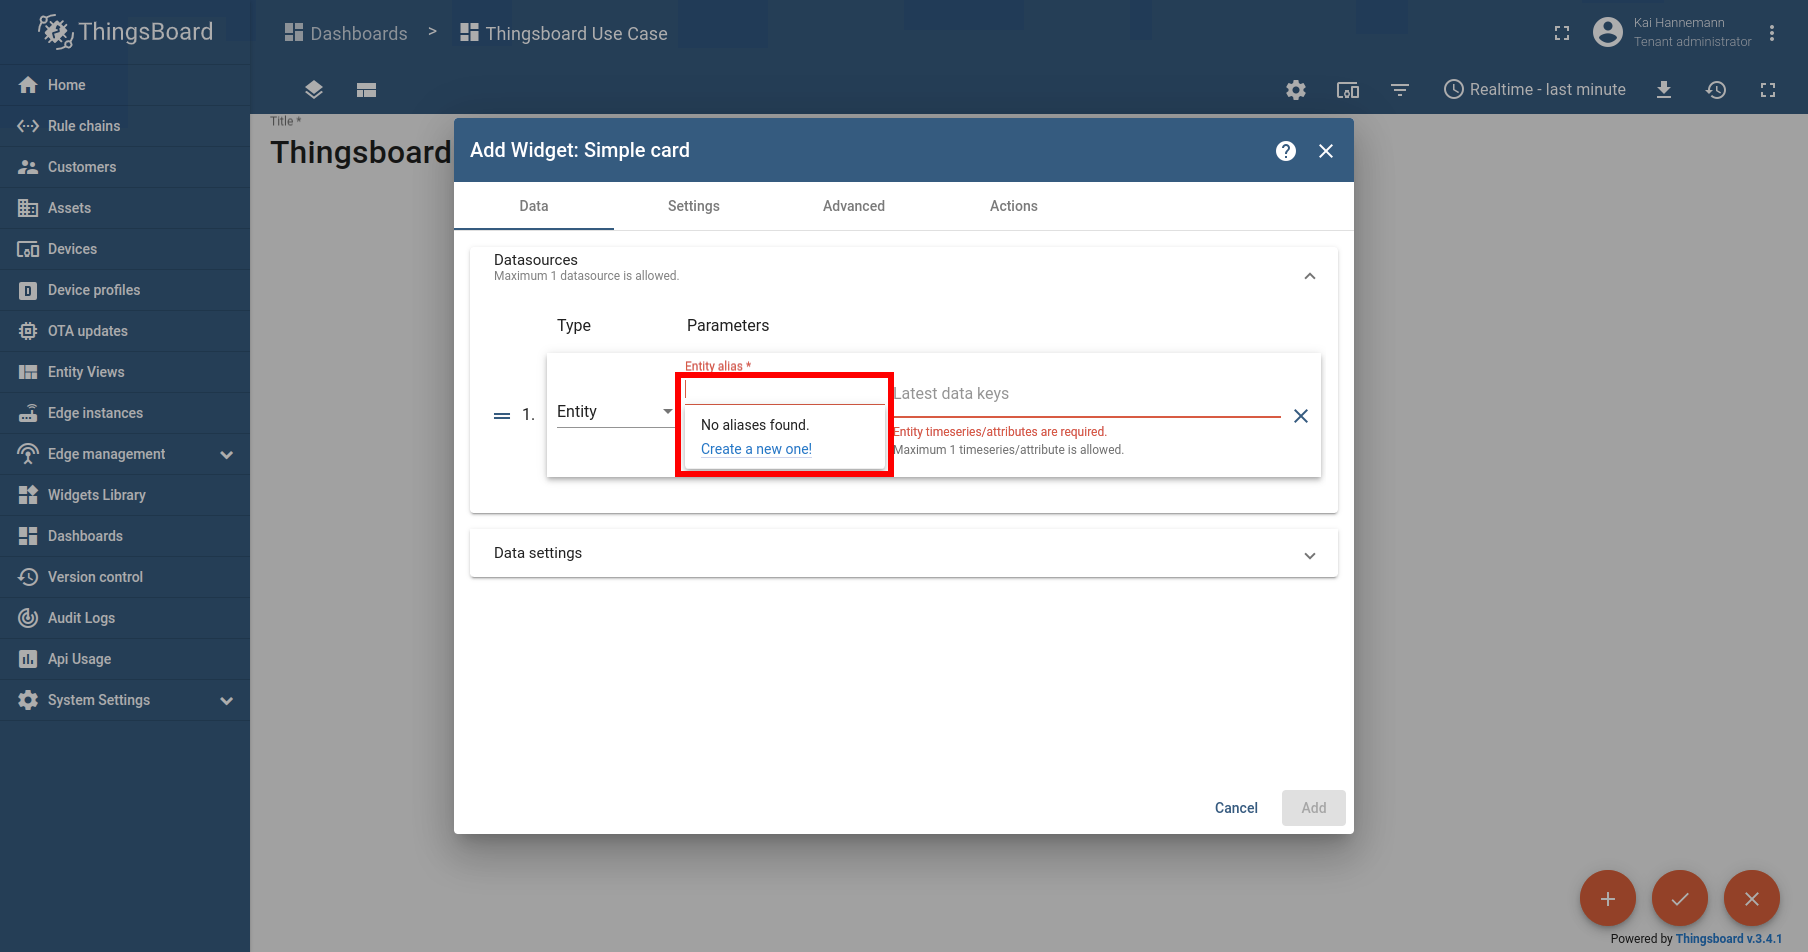 ThingsBoard
Dashboards > Thingsboard Use Case
Kai Hannemann
Tenant administrator
Home
Rule chains
Customers
Assets
Devices
Device profiles
OTA updates
Entity Views
Edge instances
Edge management
Widgets Library
Dashboards
Version control
Audit Logs
Api Usage
System Settings
Realtime - last minute
Title *
Thingsboard
Add Widget: Simple card
Data Settings Advanced Actions
Datasources
Maximum 1 datasource is allowed.
Type Parameters
1. Entity
Entity alias *
No aliases found.
Create a new one!
Latest data keys
Entity timeseries/attributes are required.
Maximum 1 timeseries/attribute is allowed.
Data settings
Cancel Add
Powered by Thingsboard v.3.4.1